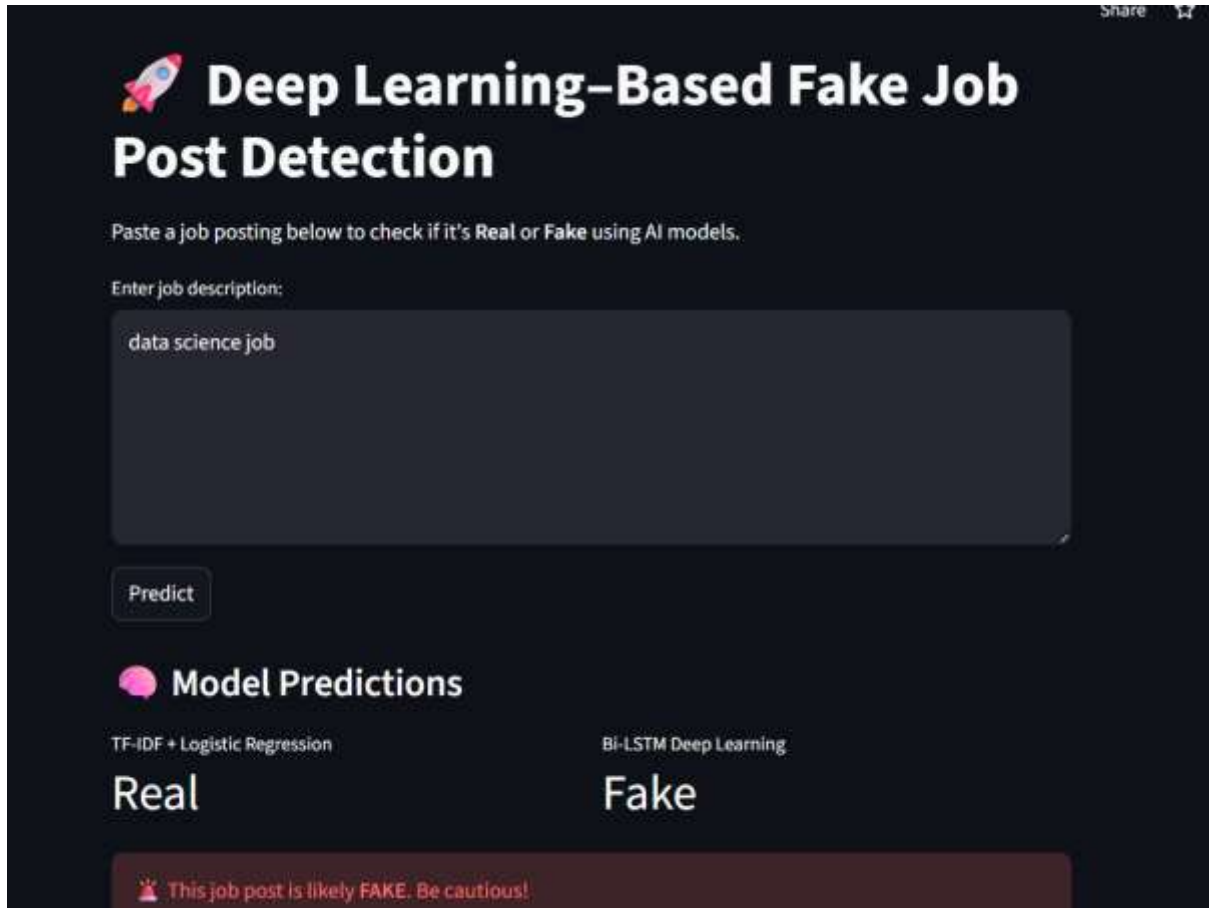 Share
🚀 Deep Learning–Based Fake Job
Post Detection
Paste a job posting below to check if it's Real or Fake using AI models.
Enter job description:
data science job
Predict
🧠 Model Predictions
TF-IDF + Logistic Regression
Real
Bi-LSTM Deep Learning
Fake
🚨 This job post is likely FAKE. Be cautious!